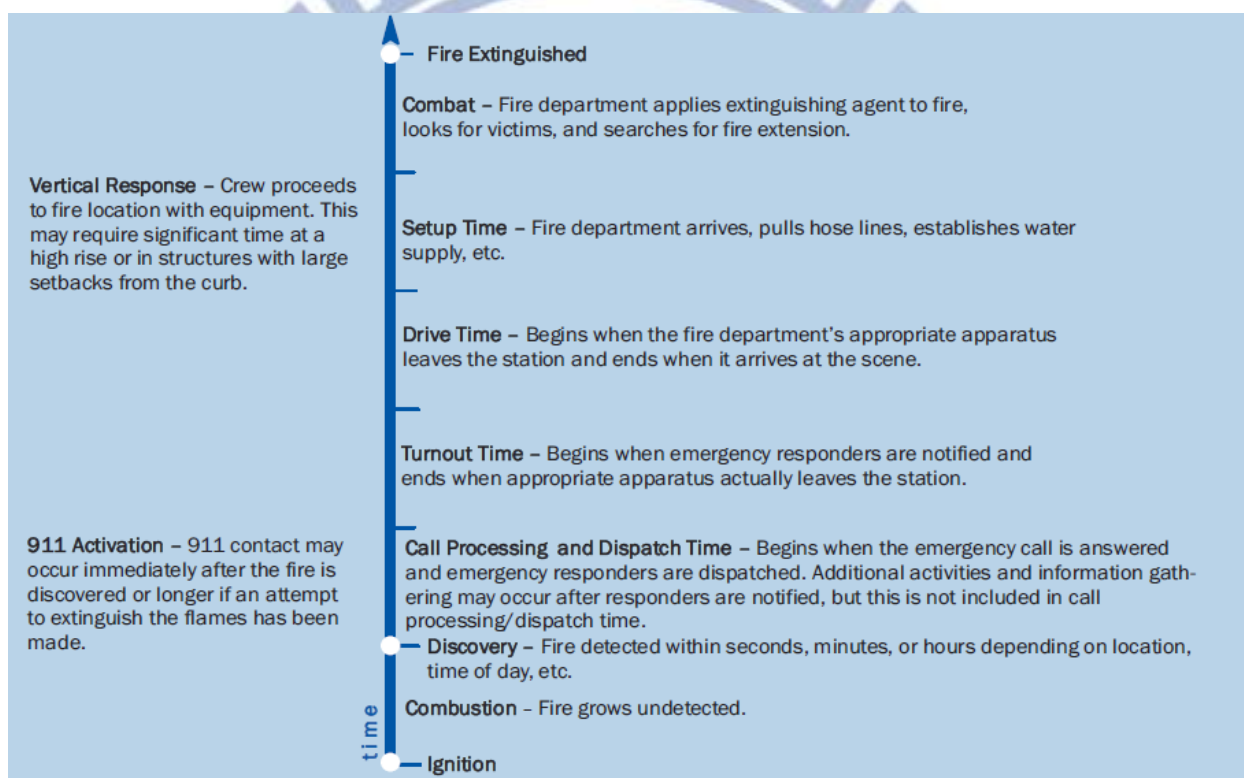 Fire Extinguished
Combat – Fire department applies extinguishing agent to fire,
looks for victims, and searches for fire extension.
Vertical Response – Crew proceeds
to fire location with equipment. This
may require significant time at a
high rise or in structures with large
setbacks from the curb.
Setup Time – Fire department arrives, pulls hose lines, establishes water
supply, etc.
Drive Time – Begins when the fire department's appropriate apparatus
leaves the station and ends when it arrives at the scene.
Turnout Time – Begins when emergency responders are notified and
ends when appropriate apparatus actually leaves the station.
911 Activation – 911 contact may
occur immediately after the fire is
discovered or longer if an attempt
to extinguish the flames has been
made.
Call Processing and Dispatch Time – Begins when the emergency call is answered
and emergency responders are dispatched. Additional activities and information gath-
ering may occur after responders are notified, but this is not included in call
processing/dispatch time.
Discovery – Fire detected within seconds, minutes, or hours depending on location,
time of day, etc.
Combustion – Fire grows undetected.
time
Ignition